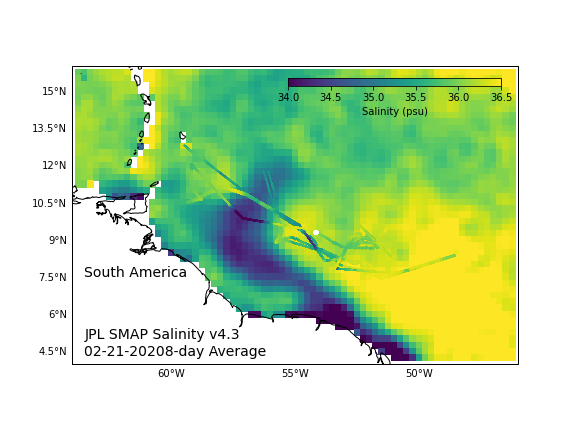 15°N
13.5°N
12°N
10.5°N
9°N
7.5°N
6°N
4.5°N
34.0 34.5 35.0 35.5 36.0 36.5
Salinity (psu)
South America
JPL SMAP Salinity v4.3
02-21-20208-day Average
60°W 55°W 50°W